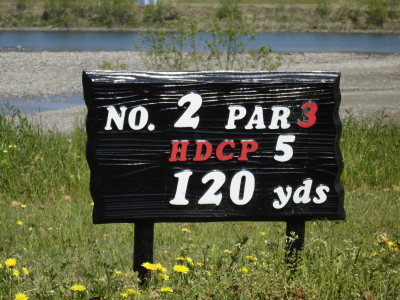 NO. 2 PAR 3
HDCP 5
120 yds